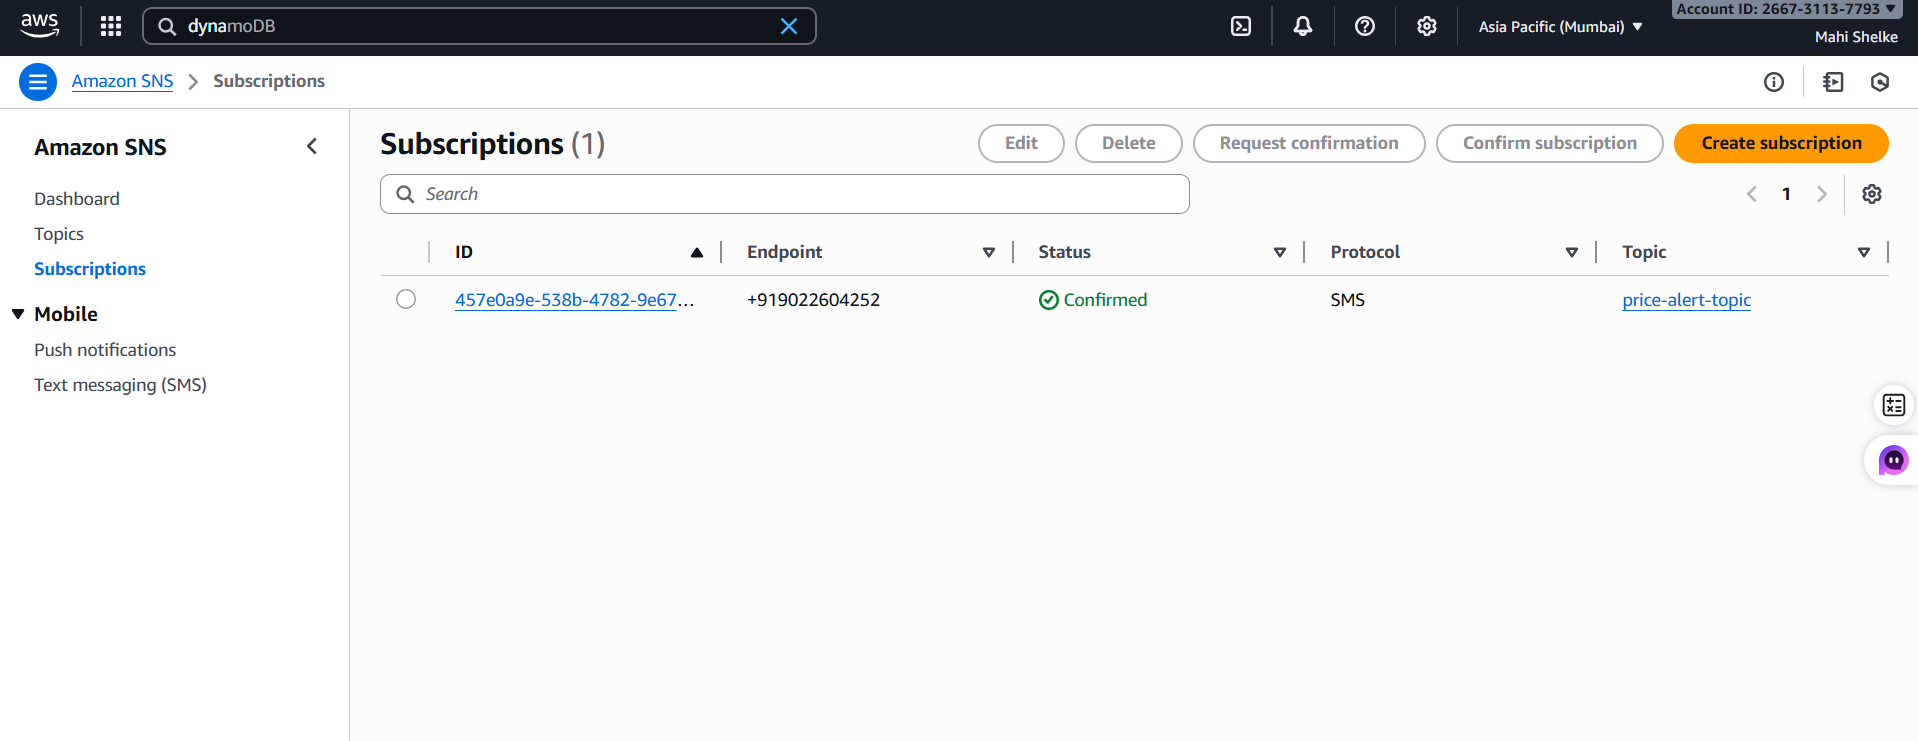 aws
dynamoDB
Asia Pacific (Mumbai)
Account ID: 2667-3113-7793
Mahi Shelke
Amazon SNS
Subscriptions
Amazon SNS
Dashboard
Topics
Subscriptions
Mobile
Push notifications
Text messaging (SMS)
Subscriptions (1)
Edit
Delete
Request confirmation
Confirm subscription
Create subscription
Search
1
ID
Endpoint
Status
Protocol
Topic
457e0a9e-538b-4782-9e67...
+919022604252
Confirmed
SMS
price-alert-topic